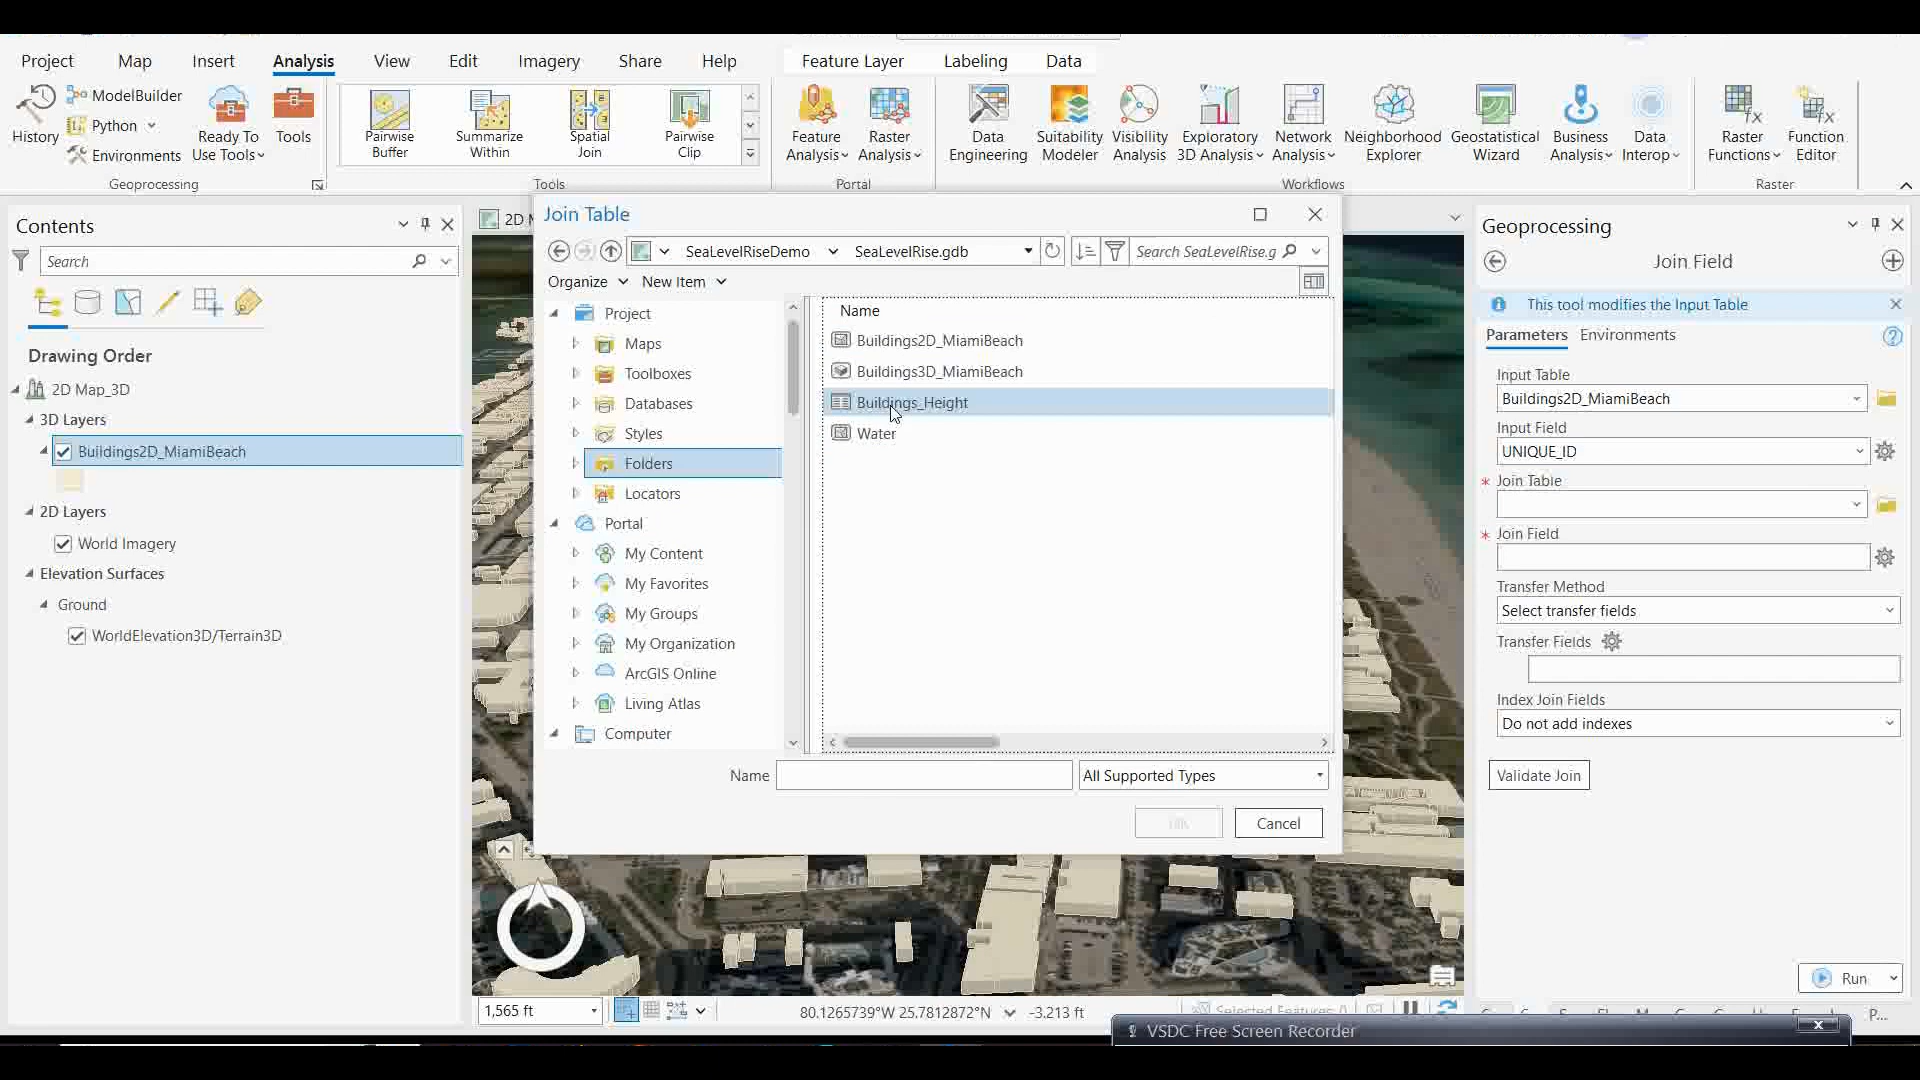 Project Map Insert Analysis View Edit Imagery Share Help Feature Layer Labeling Data
History
ModelBuilder
Python
Environments
Ready To
Use Tools
Tools
Geoprocessing
Pairwise
Buffer
Summarize
Within
Spatial
Join
Pairwise
Clip
Tools
Feature
Analysis
Raster
Analysis
Portal
Data
Engineering
Suitability
Modeler
Visibility
Analysis
Exploratory
3D Analysis
Network
Analysis
Neighborhood
Explorer
Geostatistical
Wizard
Business
Analysis
Data
Interop
Workflows
Raster
Functions
Function
Editor
Raster
Contents
Search
Drawing Order
2D Map_3D
3D Layers
Buildings2D_MiamiBeach
2D Layers
World Imagery
Elevation Surfaces
Ground
WorldElevation3D/Terrain3D
2D M
Join Table
SeaLevelRiseDemo SeaLevelRise.gdb Search SeaLevelRise.g
Organize New Item
Project
Maps
Toolboxes
Databases
Styles
Folders
Locators
Portal
My Content
My Favorites
My Groups
My Organization
ArcGIS Online
Living Atlas
Computer
Name
Buildings2D_MiamiBeach
Buildings3D_MiamiBeach
Buildings_Height
Water
Name All Supported Types
Cancel
1,565 ft
80.1265739°W 25.7812872°N -3.213 ft
Selected Features: 0
Geoprocessing
Join Field
This tool modifies the Input Table
Parameters Environments
Input Table
Buildings2D_MiamiBeach
Input Field
UNIQUE_ID
* Join Table
* Join Field
Transfer Method
Select transfer fields
Transfer Fields
Index Join Fields
Do not add indexes
Validate Join
Run
P...
VSDC Free Screen Recorder